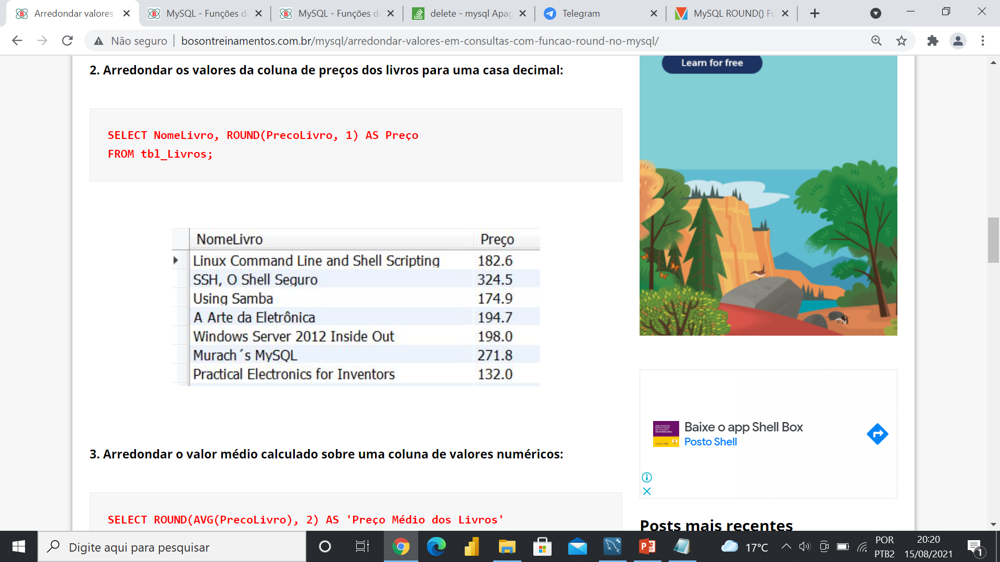 Arredondar valores
MySQL - Funções d
MySQL - Funções d
delete - mysql Apag
Telegram
MySQL ROUND() Fu
Não seguro
bosontreinamentos.com.br/mysql/arredondar-valores-em-consultas-com-funcao-round-no-mysql/
2. Arredondar os valores da coluna de preços dos livros para uma casa decimal:
SELECT NomeLivro, ROUND(PrecoLivro, 1) AS Preço
FROM tbl_Livros;
NomeLivro Preço
Linux Command Line and Shell Scripting 182.6
SSH, O Shell Seguro 324.5
Using Samba 174.9
A Arte da Eletrônica 194.7
Windows Server 2012 Inside Out 198.0
Murach´s MySQL 271.8
Practical Electronics for Inventors 132.0
3. Arredondar o valor médio calculado sobre uma coluna de valores numéricos:
SELECT ROUND(AVG(PrecoLivro), 2) AS 'Preço Médio dos Livros'
Learn for free
Baixe o app Shell Box
Posto Shell
Posts mais recentes
Digite aqui para pesquisar
17°C
POR
PTB2
20:20
15/08/2021
1